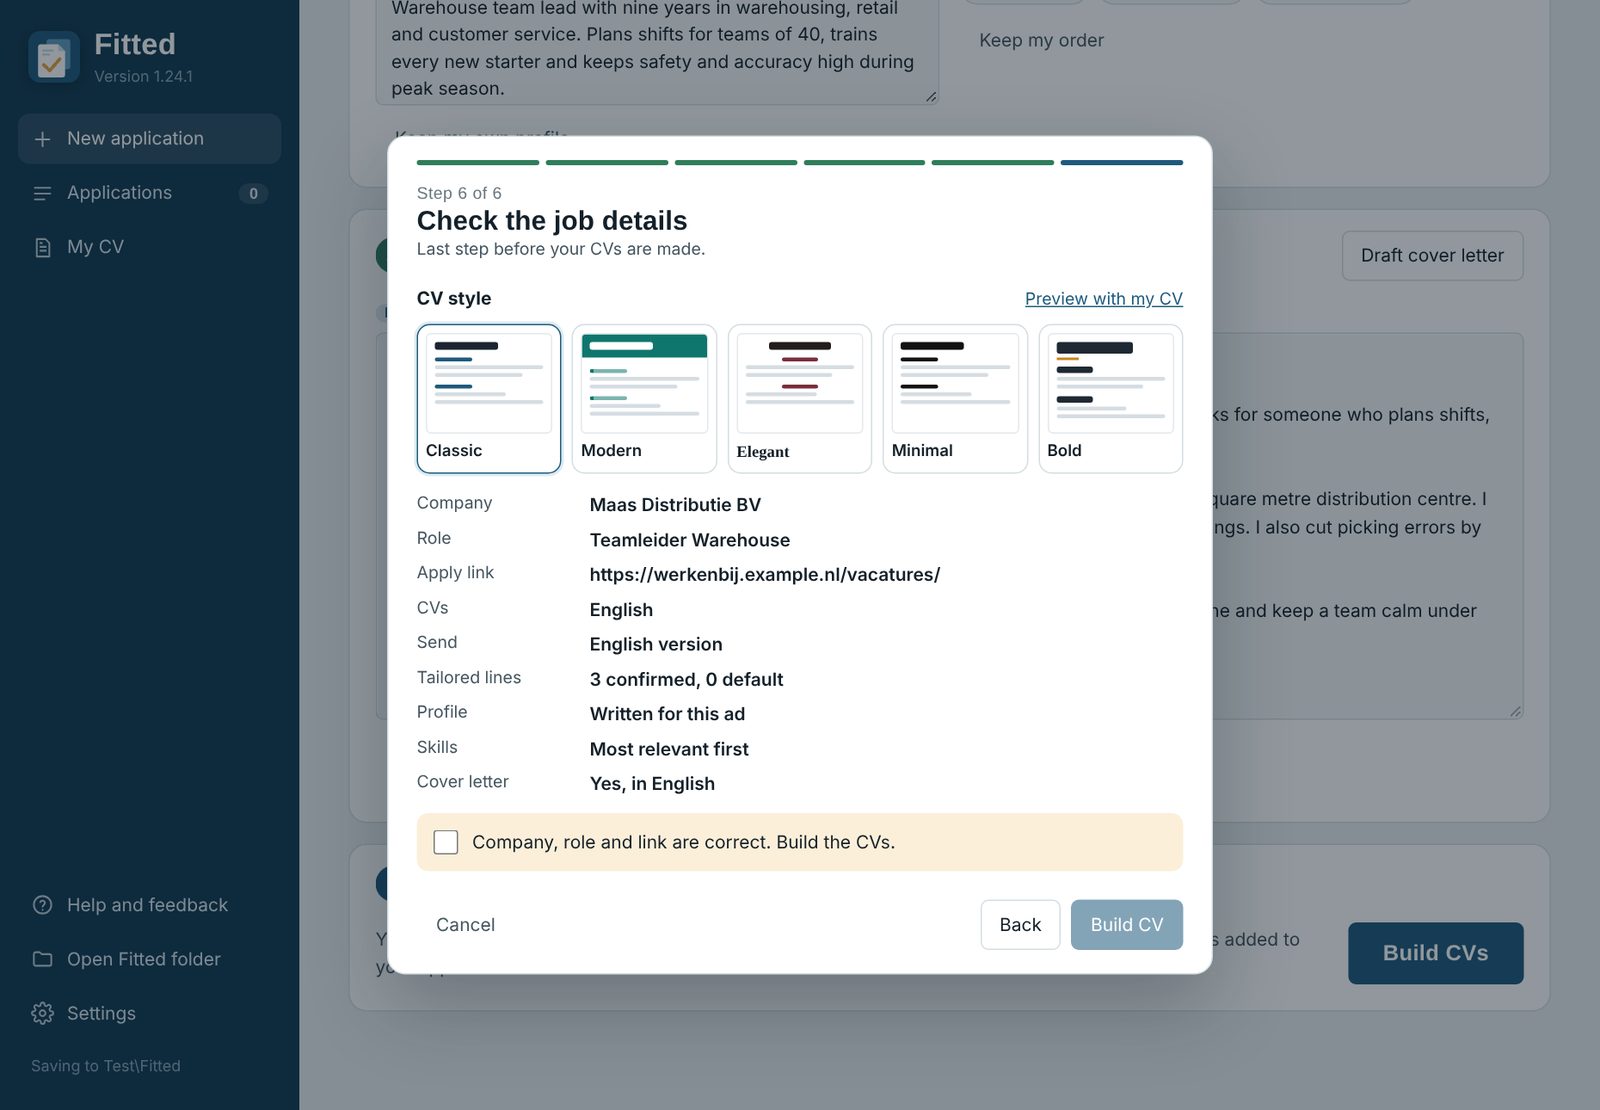 Fitted
Version 1.24.1
New application
Applications 0
My CV
Help and feedback
Open Fitted folder
Settings
Saving to Test\Fitted
Warehouse team lead with nine years in warehousing, retail
and customer service. Plans shifts for teams of 40, trains
every new starter and keeps safety and accuracy high during
peak season.
Keep my order
Keep my own profile
Draft cover letter
Step 6 of 6
Check the job details
Last step before your CVs are made.
CV style
Preview with my CV
Classic
Modern
Elegant
Minimal
Bold
Company Maas Distributie BV
Role Teamleider Warehouse
Apply link https://werkenbij.example.nl/vacatures/
CVs English
Send English version
Tailored lines 3 confirmed, 0 default
Profile Written for this ad
Skills Most relevant first
Cover letter Yes, in English
Company, role and link are correct. Build the CVs.
Cancel
Back
Build CV
for someone who plans shifts,
metre distribution centre. I
I also cut picking errors by
and keep a team calm under
added to
Build CVs